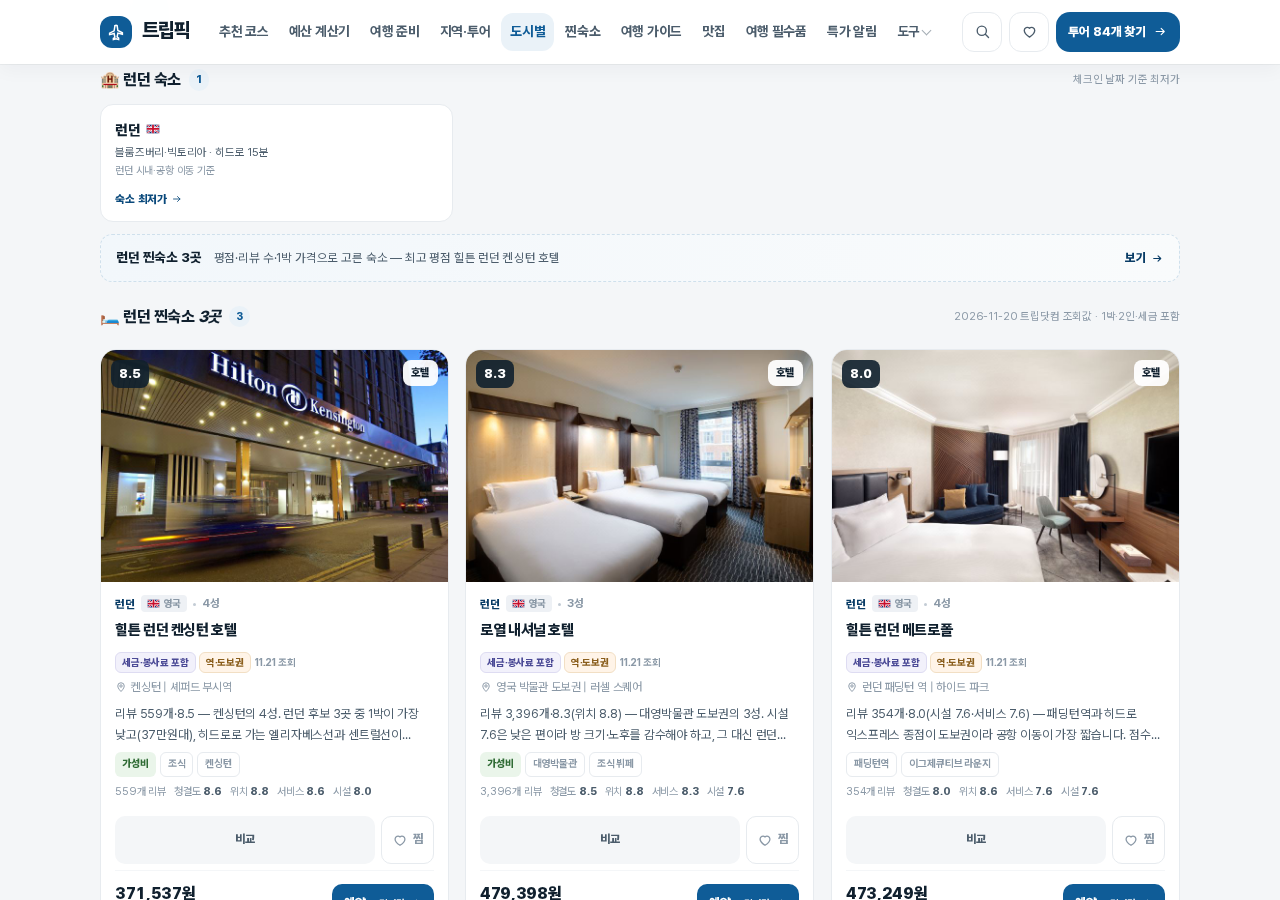 트립픽 추천 코스 예산 계산기 여행 준비 지역·투어 도시별 찐숙소 여행 가이드 맛집 여행 필수품 특가 알림 도구 투어 84개 찾기 →
런던 숙소 1 체크인 날짜 기준 최저가
런던
블룸즈버리·빅토리아 · 히드로 15분
런던 시내·공항 이동 기준
숙소 최저가 →
런던 찐숙소 3곳 평점·리뷰 수·1박 가격으로 고른 숙소 — 최고 평점 힐튼 런던 켄싱턴 호텔 보기 →
런던 찐숙소 3곳 3 2026-11-20 트립닷컴 조회값 · 1박·2인·세금 포함
8.5 호텔
Hilton Kensington
런던 영국 • 4성
힐튼 런던 켄싱턴 호텔
세금·봉사료 포함 역·도보권 11.21 조회
켄싱턴 | 셰퍼드 부시역
리뷰 559개·8.5 — 켄싱턴의 4성. 런던 후보 3곳 중 1박이 가장
낮고(37만원대), 히드로로 가는 엘리자베스선과 센트럴선이…
가성비 조식 켄싱턴
559개 리뷰 청결도 8.6 위치 8.8 서비스 8.6 시설 8.0
비교 찜
371,537원
8.3 호텔
런던 영국 • 3성
로열 내셔널 호텔
세금·봉사료 포함 역·도보권 11.21 조회
영국 박물관 도보권 | 러셀 스퀘어
리뷰 3,396개·8.3(위치 8.8) — 대영박물관 도보권의 3성. 시설
7.6은 낮은 편이라 방 크기·노후를 감수해야 하고, 그 대신 런던…
가성비 대영박물관 조식뷔페
3,396개 리뷰 청결도 8.5 위치 8.8 서비스 8.3 시설 7.6
비교 찜
479,398원
8.0 호텔
런던 영국 • 4성
힐튼 런던 메트로폴
세금·봉사료 포함 역·도보권 11.21 조회
런던 패딩턴 역 | 하이드 파크
리뷰 354개·8.0(시설 7.6·서비스 7.6) — 패딩턴역과 히드로
익스프레스 종점이 도보권이라 공항 이동이 가장 짧습니다. 점수…
패딩턴역 이그제큐티브 라운지
354개 리뷰 청결도 8.0 위치 8.6 서비스 7.6 시설 7.6
비교 찜
473,249원